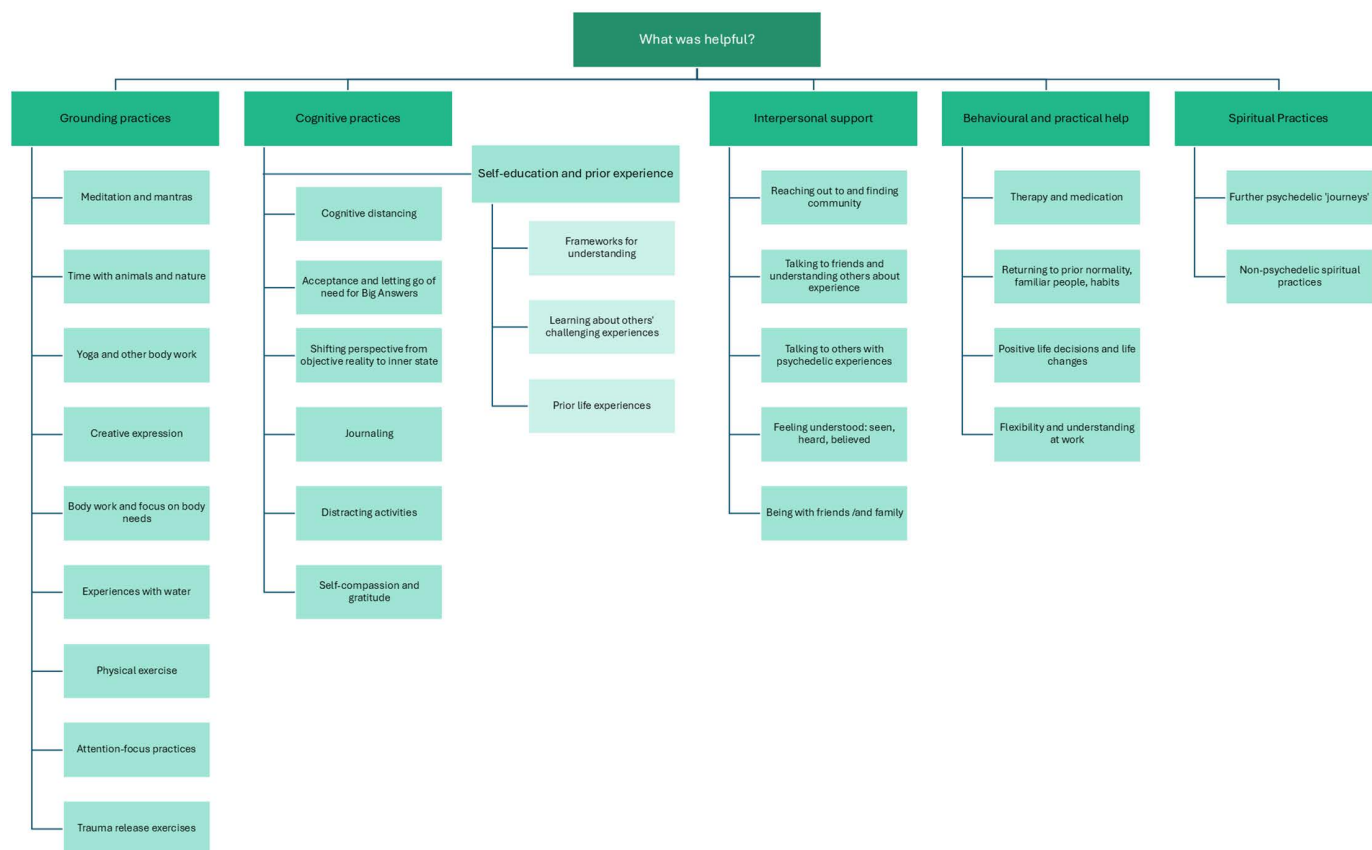 What was helpful?
Grounding practices
Meditation and mantras
Time with animals and nature
Yoga and other body work
Creative expression
Body work and focus on body
needs
Experiences with water
Physical exercise
Attention-focus practices
Trauma release exercises
Cognitive practices
Self-education and prior experience
Frameworks for
understanding
Learning about others'
challenging experiences
Prior life experiences
Cognitive distancing
Acceptance and letting go of
need for Big Answers
Shifting perspective from
objective reality to inner state
Journaling
Distracting activities
Self-compassion and
gratitude
Interpersonal support
Reaching out to and finding
community
Talking to friends and
understanding others about
experience
Talking to others with
psychedelic experiences
Feeling understood: seen,
heard, believed
Being with friends /and family
Behavioural and practical help
Therapy and medication
Returning to prior normality,
familiar people, habits
Positive life decisions and life
changes
Flexibility and understanding
at work
Spiritual Practices
Further psychedelic 'journeys'
Non-psychedelic spiritual
practices